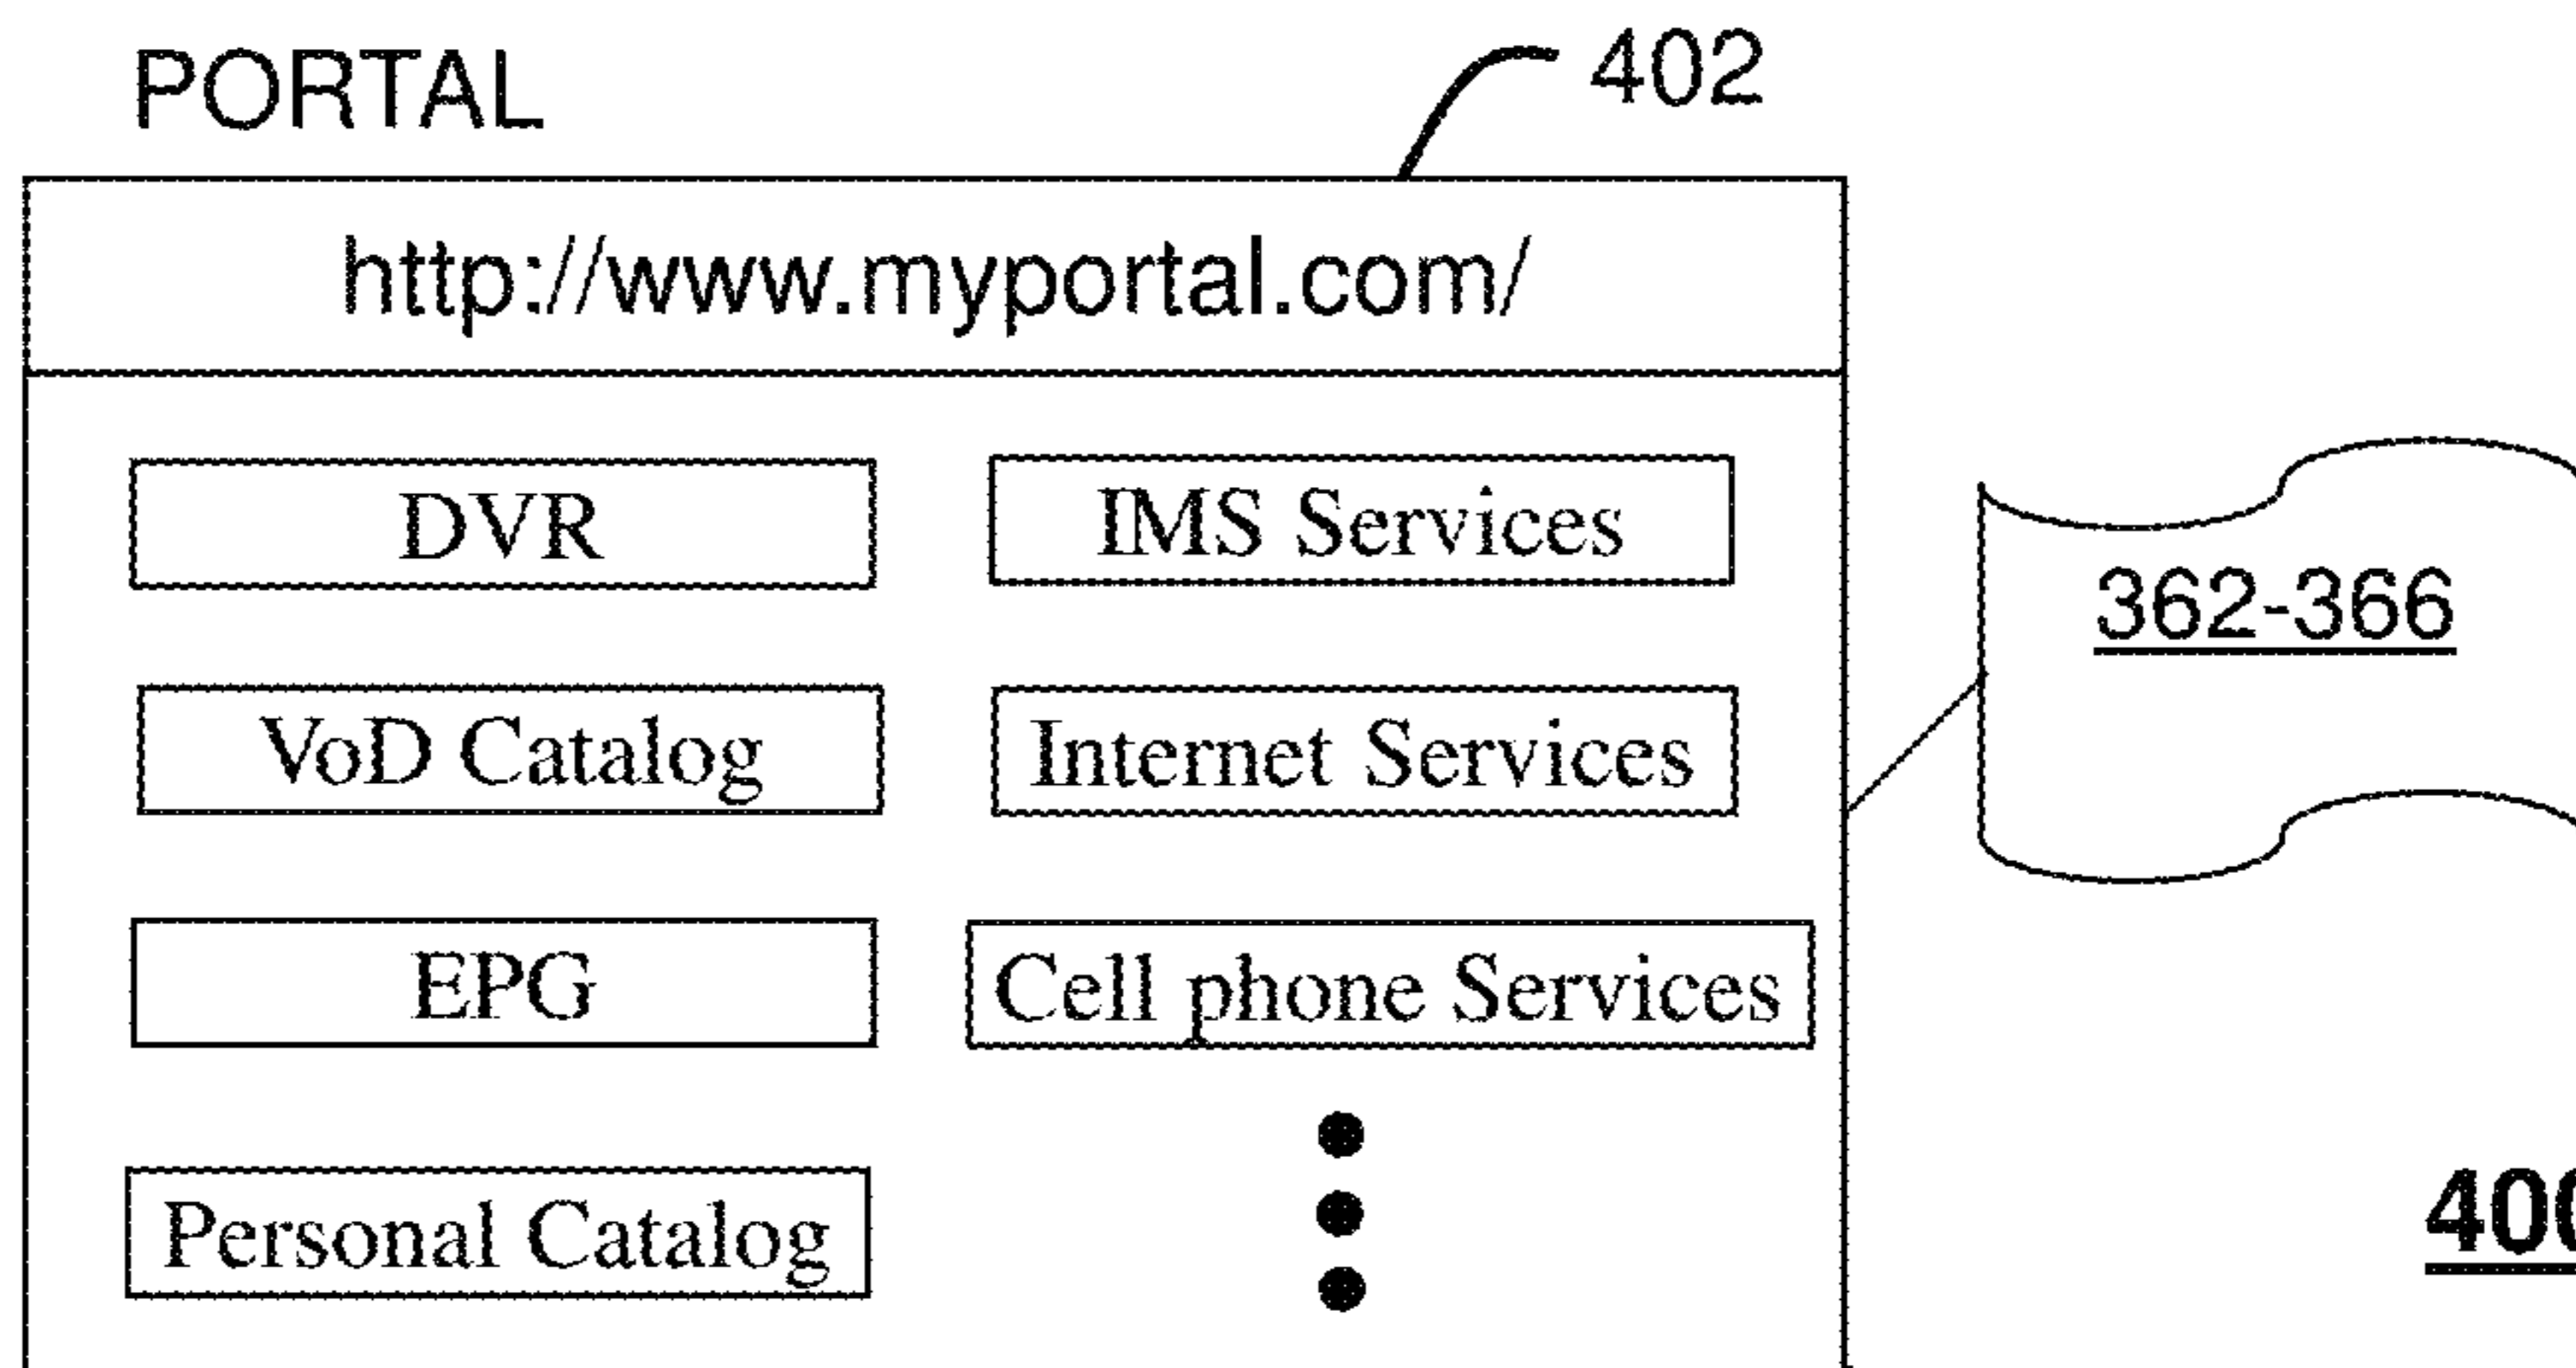 PORTAL
402
http://www.myportal.com/
DVR
IMS Services
362-366
VoD Catalog
Internet Services
EPG
Cell phone Services
Personal Catalog
400